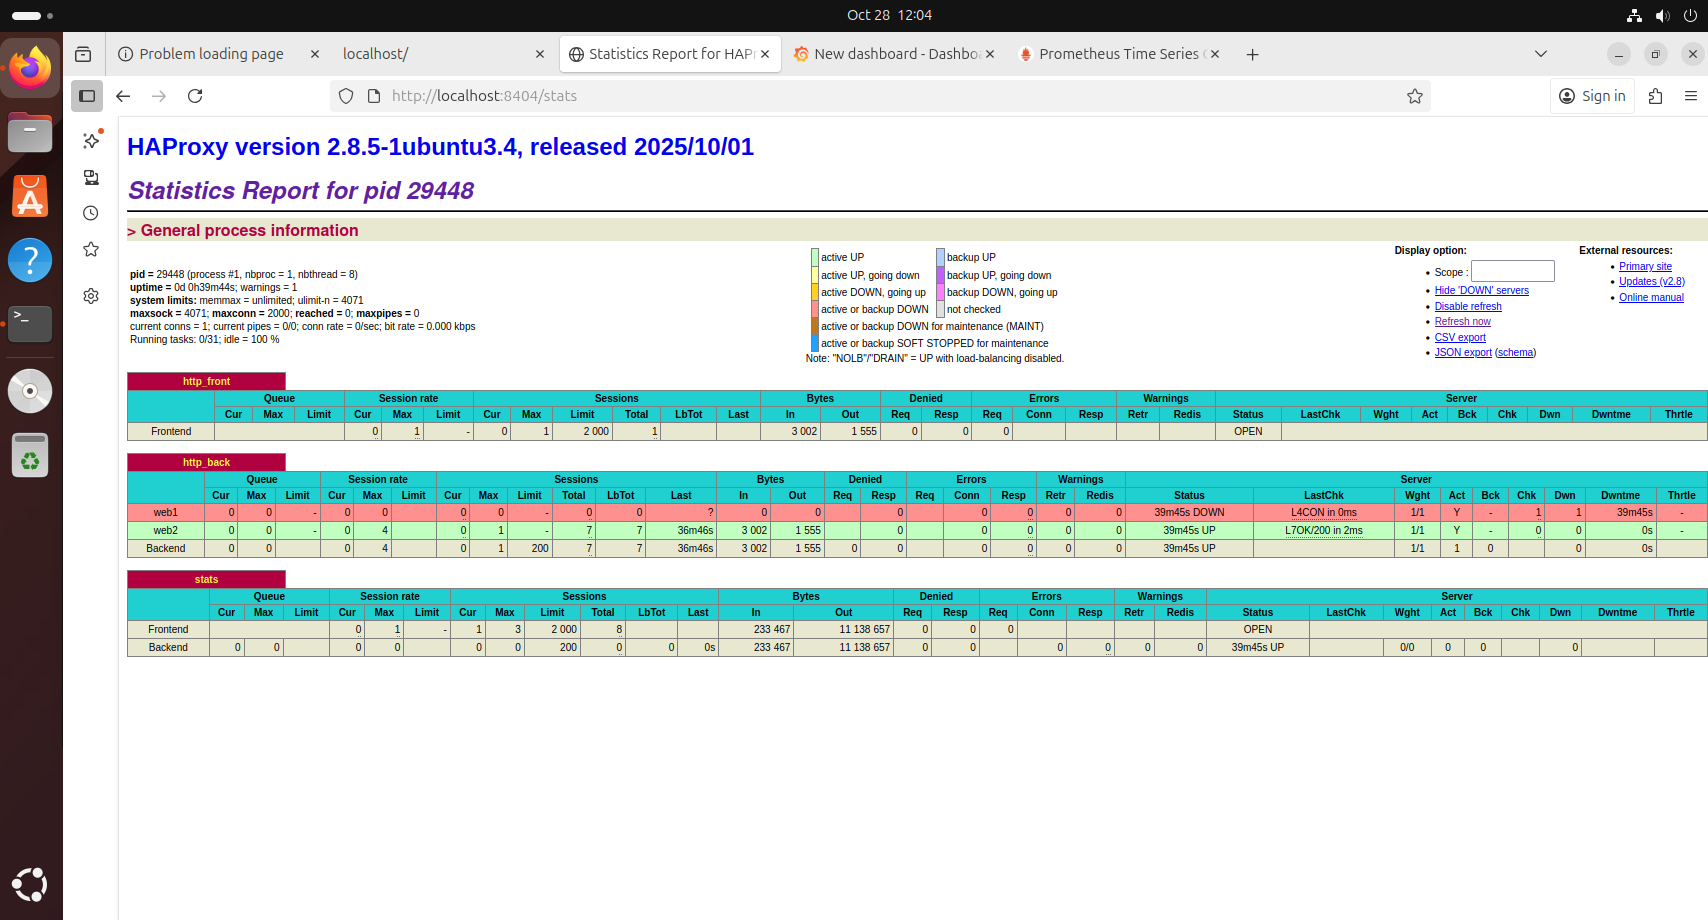 Oct 28 12:04
Problem loading page
localhost/
Statistics Report for HAPr
New dashboard - Dashboa
Prometheus Time Series C
http://localhost:8404/stats
Sign in
HAProxy version 2.8.5-1ubuntu3.4, released 2025/10/01
Statistics Report for pid 29448
> General process information
pid = 29448 (process #1, nbproc = 1, nbthread = 8)
uptime = 0d 0h39m44s; warnings = 1
system limits: memmax = unlimited; ulimit-n = 4071
maxsock = 4071; maxconn = 2000; reached = 0; maxpipes = 0
current conns = 1; current pipes = 0/0; conn rate = 0/sec; bit rate = 0.000 kbps
Running tasks: 0/31; idle = 100 %
active UP backup UP
active UP, going down backup UP, going down
active DOWN, going up backup DOWN, going up
active or backup DOWN not checked
active or backup DOWN for maintenance (MAINT)
active or backup SOFT STOPPED for maintenance
Note: "NOLB"/"DRAIN" = UP with load-balancing disabled.
Display option:
• Scope :
• Hide 'DOWN' servers
• Disable refresh
• Refresh now
• CSV export
• JSON export (schema)
External resources:
• Primary site
• Updates (v2.8)
• Online manual
http_front
Queue Session rate Sessions Bytes Denied Errors Warnings Server
Cur Max Limit Cur Max Limit Cur Max Limit Total LbTot Last In Out Req Resp Req Conn Resp Retr Redis Status LastChk Wght Act Bck Chk Dwn Dwntme Thrtle
Frontend 0 1 - 0 1 2 000 1 3 002 1 555 0 0 0 OPEN
http_back
Queue Session rate Sessions Bytes Denied Errors Warnings Server
Cur Max Limit Cur Max Limit Cur Max Limit Total LbTot Last In Out Req Resp Req Conn Resp Retr Redis Status LastChk Wght Act Bck Chk Dwn Dwntme Thrtle
web1 0 0 - 0 0 0 0 - 0 0 ? 0 0 0 0 0 0 0 39m45s DOWN L4CON in 0ms 1/1 Y - 1 1 39m45s -
web2 0 0 - 0 4 0 1 - 7 7 36m46s 3 002 1 555 0 0 0 0 0 39m45s UP L7OK/200 in 2ms 1/1 Y - 0 0 0s -
Backend 0 0 0 4 0 1 200 7 7 36m46s 3 002 1 555 0 0 0 0 0 0 39m45s UP 1/1 1 0 0 0s
stats
Queue Session rate Sessions Bytes Denied Errors Warnings Server
Cur Max Limit Cur Max Limit Cur Max Limit Total LbTot Last In Out Req Resp Req Conn Resp Retr Redis Status LastChk Wght Act Bck Chk Dwn Dwntme Thrtle
Frontend 0 1 - 1 3 2 000 8 233 467 11 138 657 0 0 0 OPEN
Backend 0 0 0 0 0 0 200 0 0 0s 233 467 11 138 657 0 0 0 0 0 0 39m45s UP 0/0 0 0 0